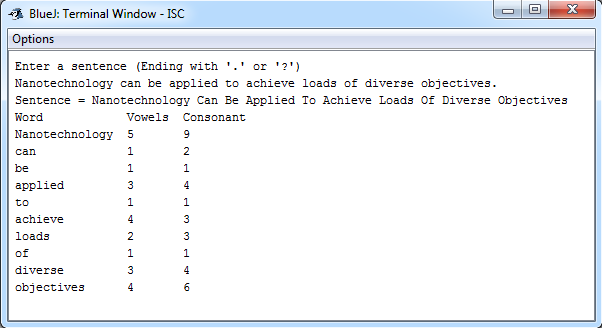 BlueJ: Terminal Window - ISC
Options
Enter a sentence (Ending with '.' or '?')
Nanotechnology can be applied to achieve loads of diverse objectives.
Sentence = Nanotechnology Can Be Applied To Achieve Loads Of Diverse Objectives
Word Vowels Consonant
Nanotechnology 5 9
can 1 2
be 1 1
applied 3 4
to 1 1
achieve 4 3
loads 2 3
of 1 1
diverse 3 4
objectives 4 6